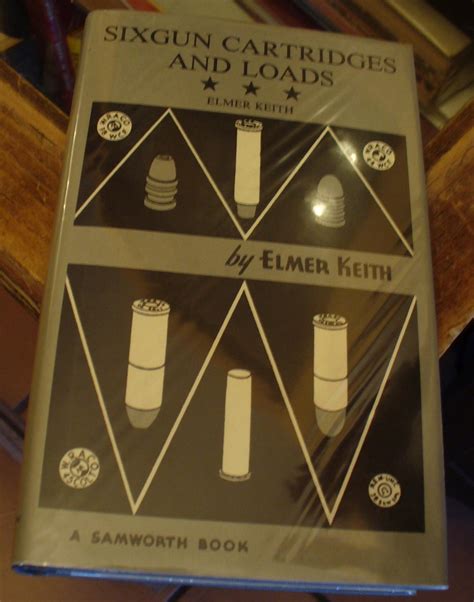 SIXGUN CARTRIDGES
AND LOADS
ELMER KEITH
by ELMER KEITH
A SAMWORTH BOOK